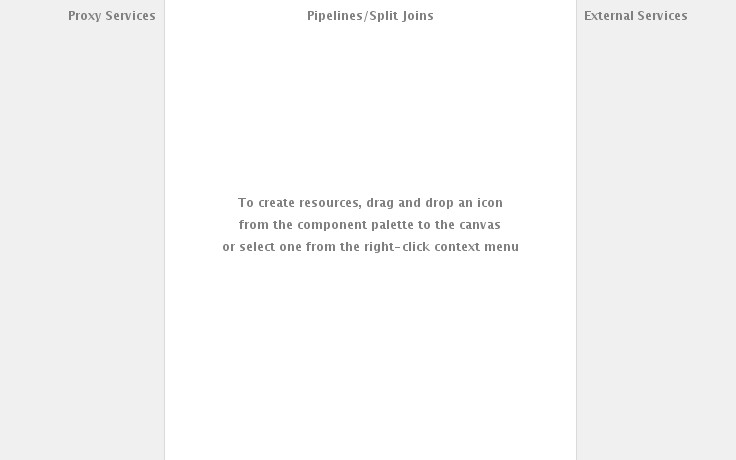 Proxy Services
Pipelines/Split Joins
External Services
To create resources, drag and drop an icon
from the component palette to the canvas
or select one from the right-click context menu